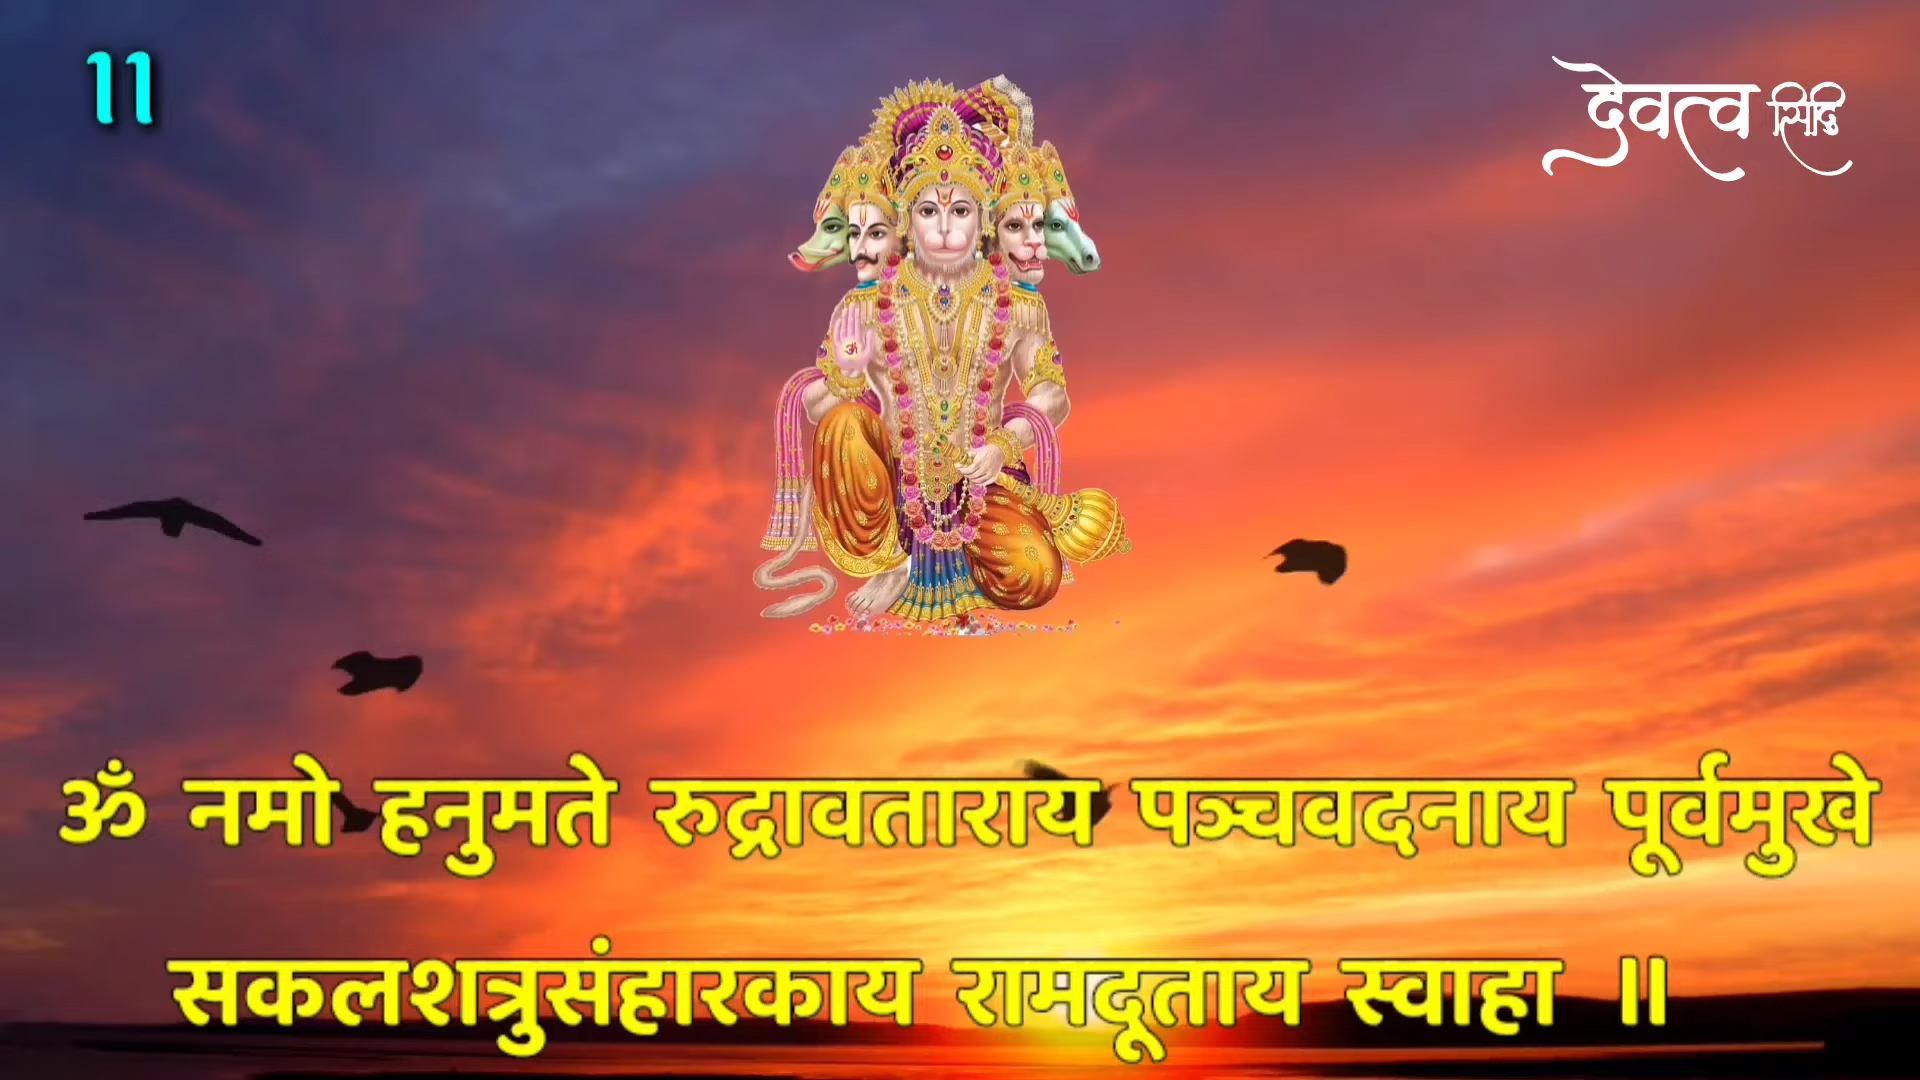 11
देवत्व सिद्धि
ॐ नमो हनुमते रुद्रावताराय पञ्चवदनाय पूर्वमुखे
सकलशत्रुसंहारकाय रामदूताय स्वाहा ॥